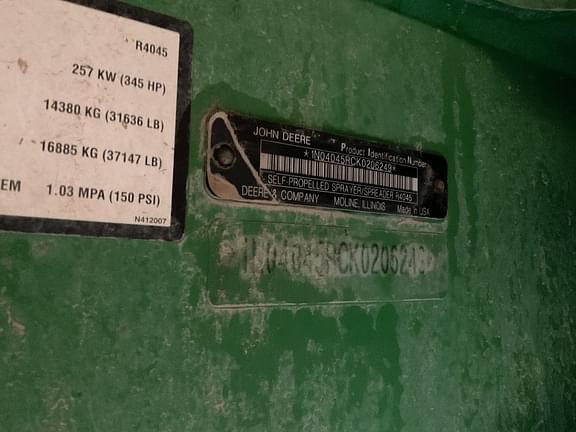 R4045
257 KW (345 HP)
14380 KG (31636 LB)
16885 KG (37147 LB)
EM 1.03 MPA (150 PSI)
N412007
JOHN DEERE Product Identification Number
*1N04045RCK0206249*
SELF-PROPELLED SPRAYER/SPREADER R4045
DEERE & COMPANY MOLINE, ILLINOIS Made in USA